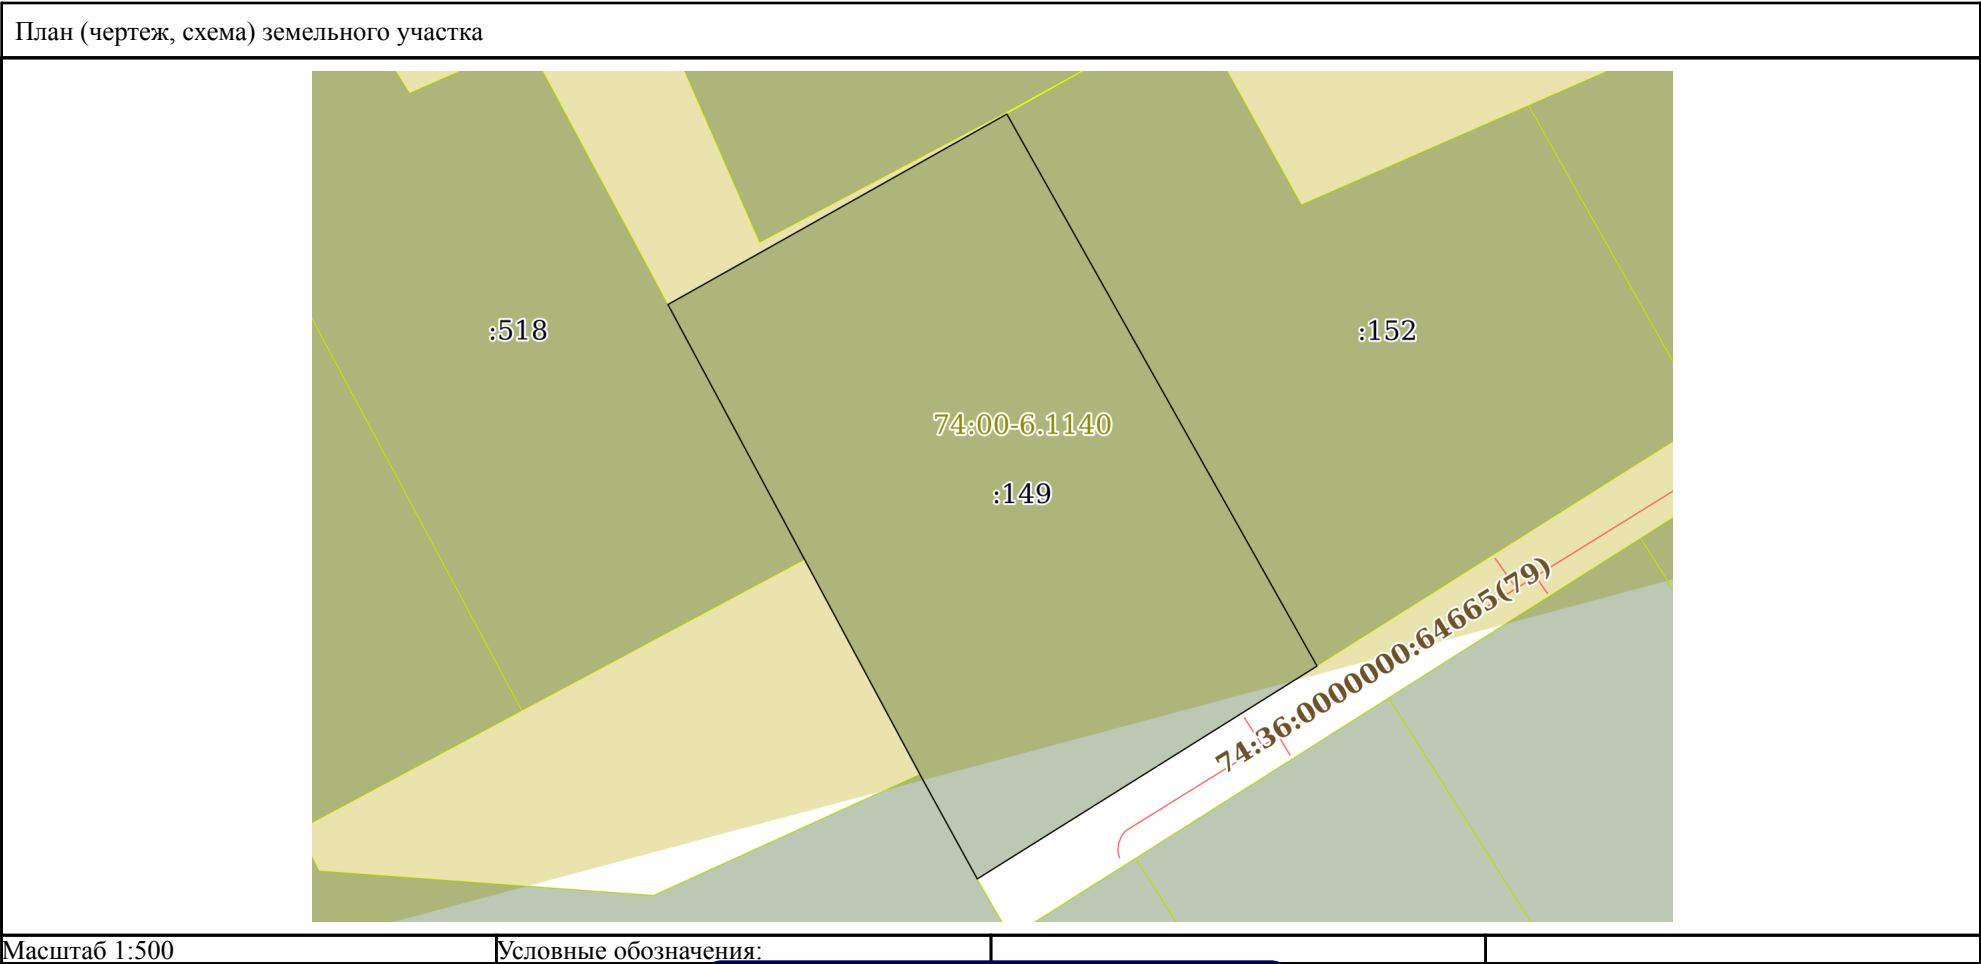 План (чертеж, схема) земельного участка
:518
:152
74:00-6.1140
:149
74:36:0000000:64665(79)
Масштаб 1:500
Условные обозначения: